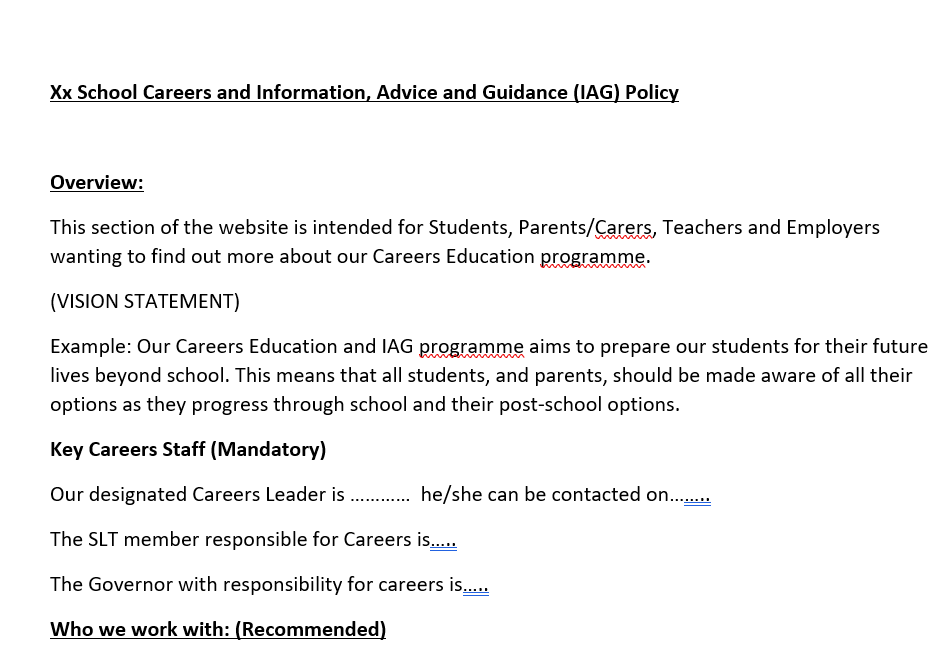 Xx School Careers and Information, Advice and Guidance (IAG) Policy
Overview:
This section of the website is intended for Students, Parents/Carers, Teachers and Employers
wanting to find out more about our Careers Education programme.
(VISION STATEMENT)
Example: Our Careers Education and IAG programme aims to prepare our students for their future
lives beyond school. This means that all students, and parents, should be made aware of all their
options as they progress through school and their post-school options.
Key Careers Staff (Mandatory)
Our designated Careers Leader is ………… he/she can be contacted on……...
The SLT member responsible for Careers is…..
The Governor with responsibility for careers is…..
Who we work with: (Recommended)